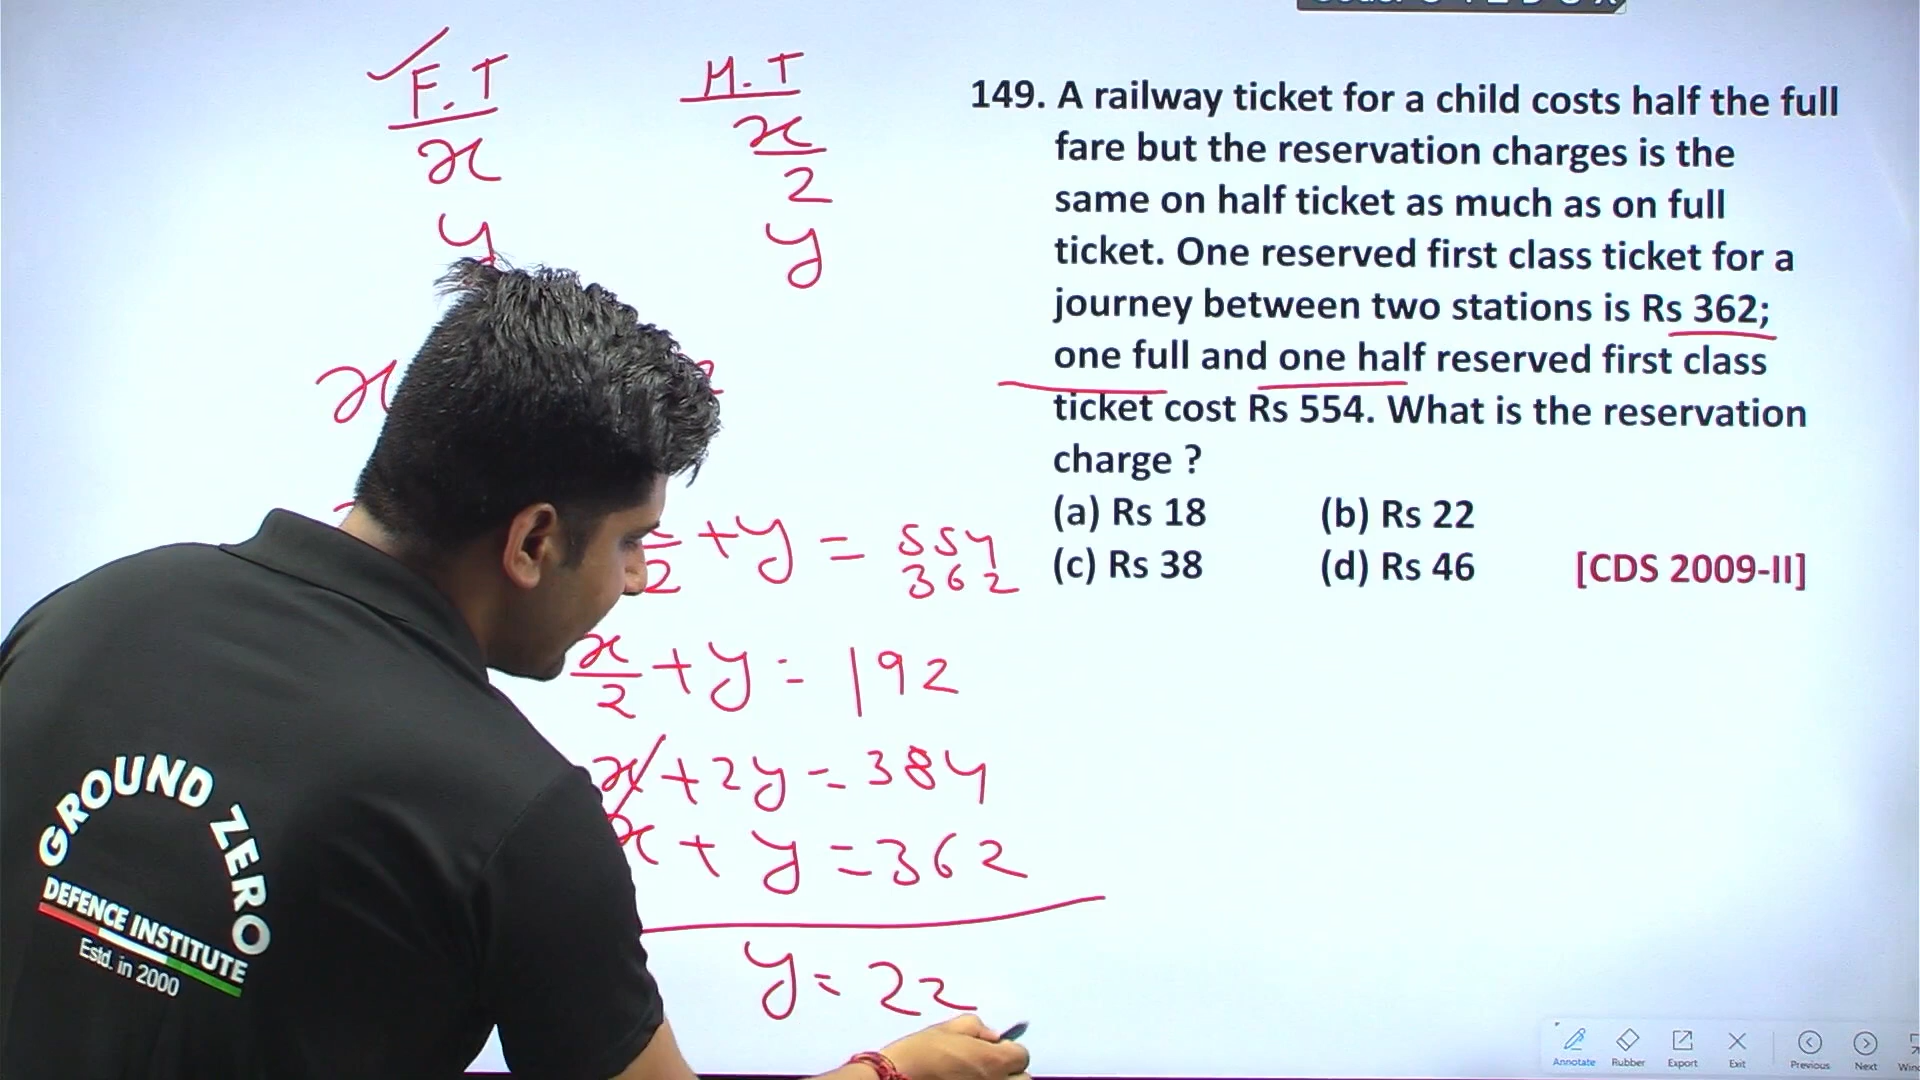 F.T
H.T
x
x/2
y
y
x
+y = 554
2
362
x/2 + y = 192
x + 2y = 384
x + y = 362
y = 22
149. A railway ticket for a child costs half the full
fare but the reservation charges is the
same on half ticket as much as on full
ticket. One reserved first class ticket for a
journey between two stations is Rs 362;
one full and one half reserved first class
ticket cost Rs 554. What is the reservation
charge ?
(a) Rs 18 (b) Rs 22
(c) Rs 38 (d) Rs 46 [CDS 2009-II]
GROUND ZERO
DEFENCE INSTITUTE
Estd. in 2000
Annotate Rubber Export Exit Previous Next